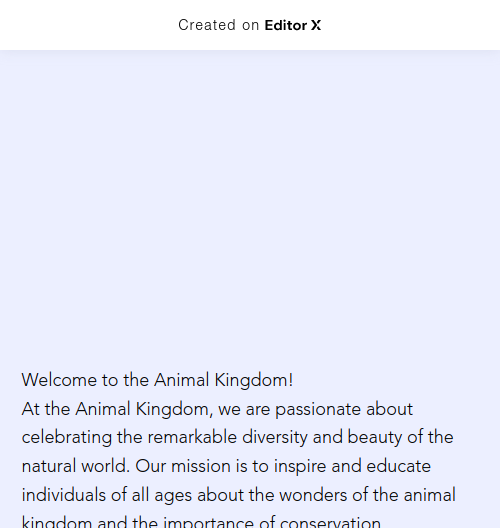 Created on Editor X
Welcome to the Animal Kingdom!
At the Animal Kingdom, we are passionate about
celebrating the remarkable diversity and beauty of the
natural world. Our mission is to inspire and educate
individuals of all ages about the wonders of the animal
kingdom and the importance of conservation